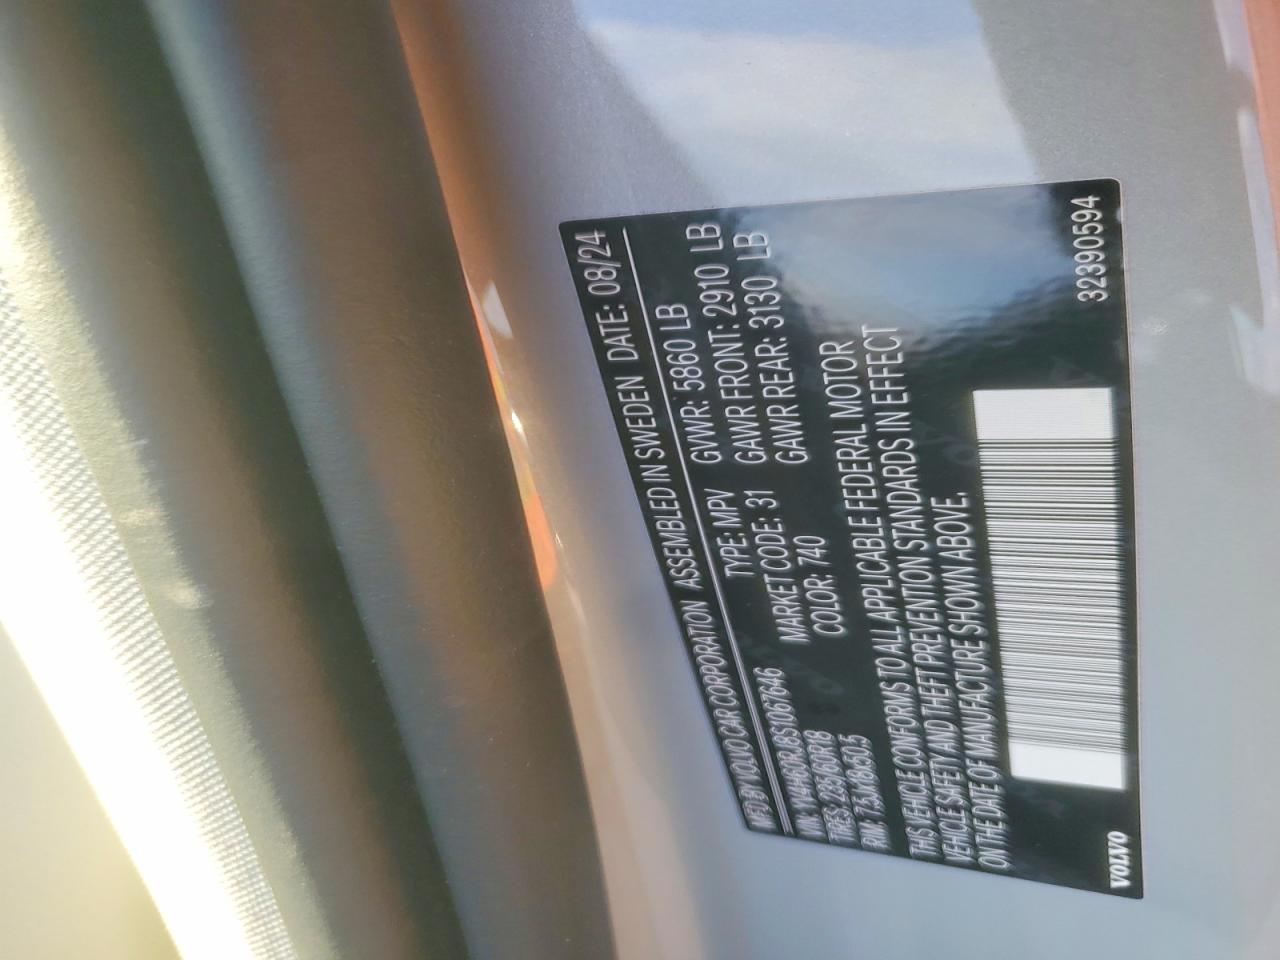 MFD BY VOLVO CAR CORPORATION ASSEMBLED IN SWEDEN DATE: 08/24
VIN: YV4H60RJ8S1067646 TYPE: MPV GVWR: 5860 LB
TIRES: 235/60R18 MARKET CODE: 31 GAWR FRONT: 2910 LB
RIM: 7.5Jx18x50.5 COLOR: 740 GAWR REAR: 3130 LB
THIS VEHICLE CONFORMS TO ALL APPLICABLE FEDERAL MOTOR
VEHICLE SAFETY AND THEFT PREVENTION STANDARDS IN EFFECT
ON THE DATE OF MANUFACTURE SHOWN ABOVE.
VOLVO 32390594